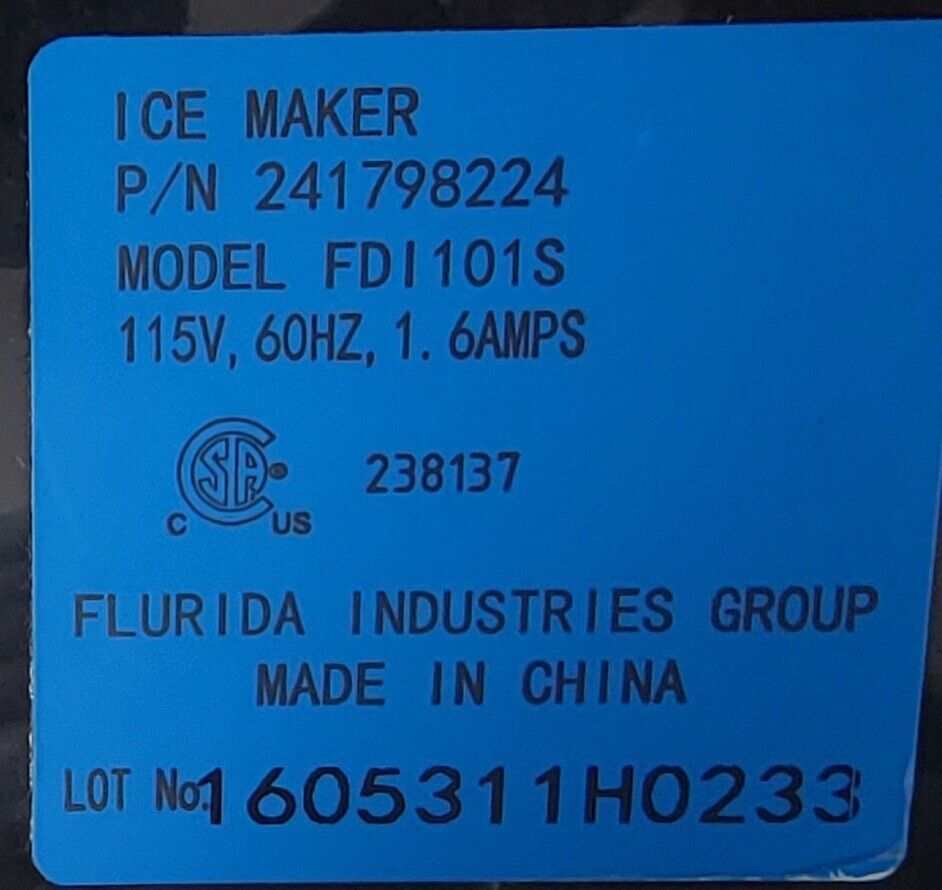 ICE MAKER
P/N 241798224
MODEL FDI101S
115V, 60HZ, 1.6AMPS
CSA® 238137
C US
FLURIDA INDUSTRIES GROUP
MADE IN CHINA
LOT No:1605311H0233